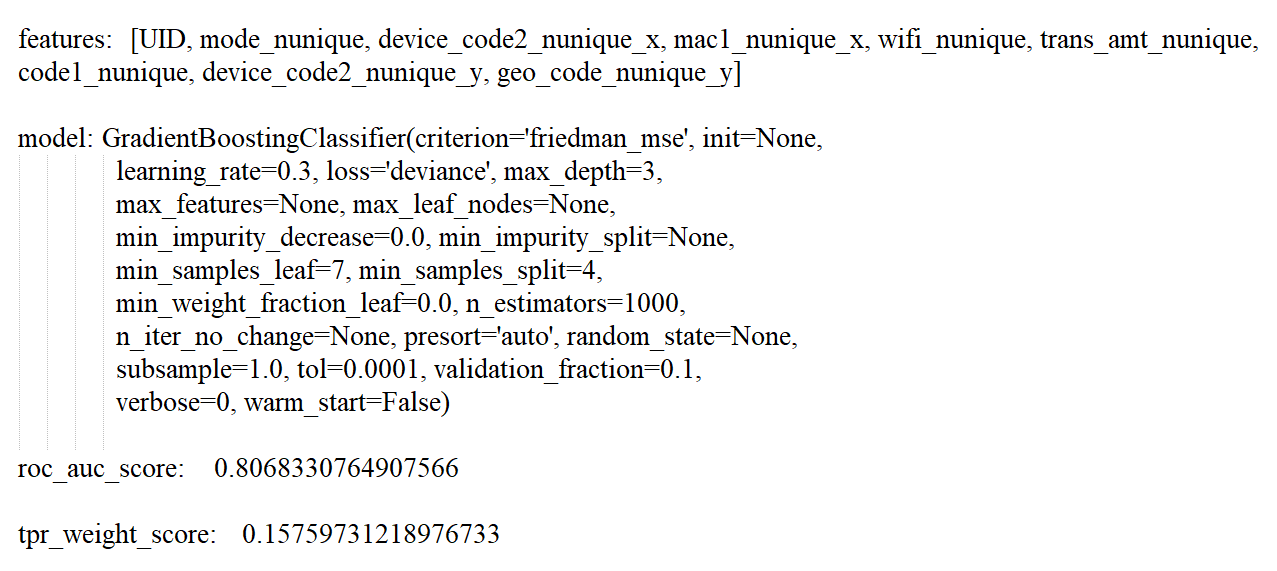 features: [UID, mode_nunique, device_code2_nunique_x, mac1_nunique_x, wifi_nunique, trans_amt_nunique,
code1_nunique, device_code2_nunique_y, geo_code_nunique_y]
model: GradientBoostingClassifier(criterion='friedman_mse', init=None,
learning_rate=0.3, loss='deviance', max_depth=3,
max_features=None, max_leaf_nodes=None,
min_impurity_decrease=0.0, min_impurity_split=None,
min_samples_leaf=7, min_samples_split=4,
min_weight_fraction_leaf=0.0, n_estimators=1000,
n_iter_no_change=None, presort='auto', random_state=None,
subsample=1.0, tol=0.0001, validation_fraction=0.1,
verbose=0, warm_start=False)
roc_auc_score: 0.8068330764907566
tpr_weight_score: 0.15759731218976733